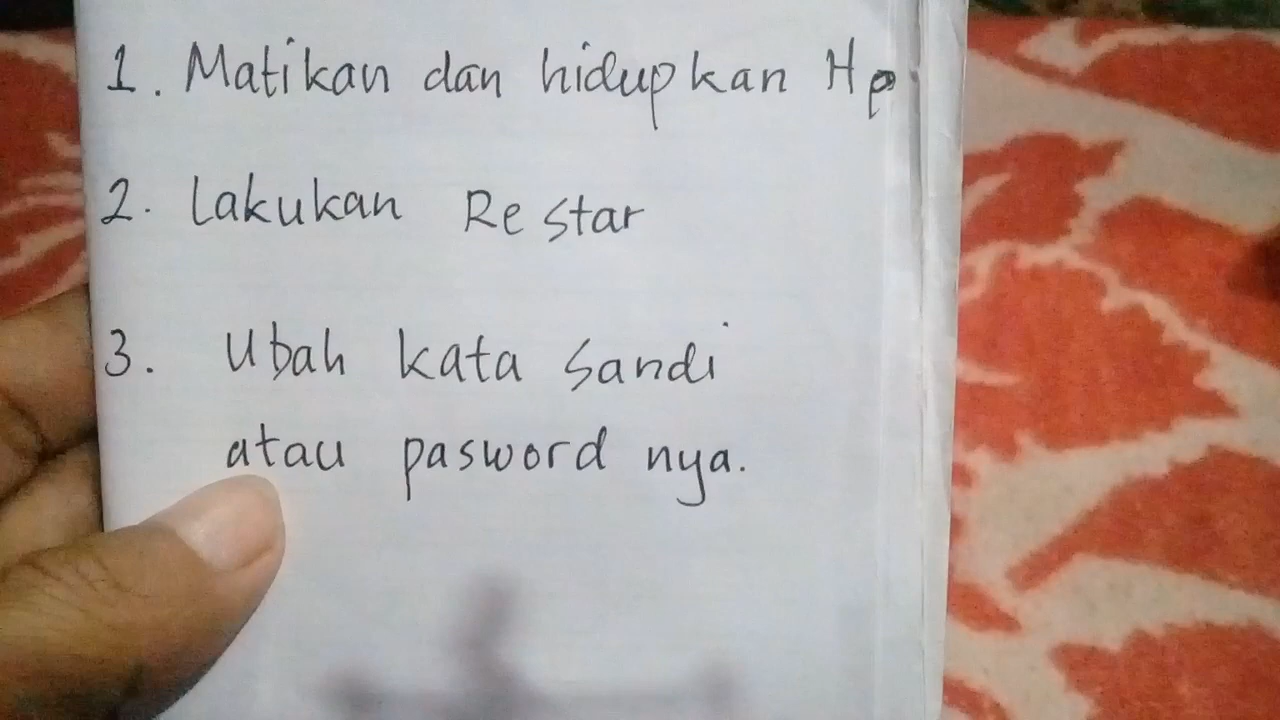 1. Matikan dan hidupkan Hp
2. Lakukan Restar
3. Ubah kata sandi
atau pasword nya.